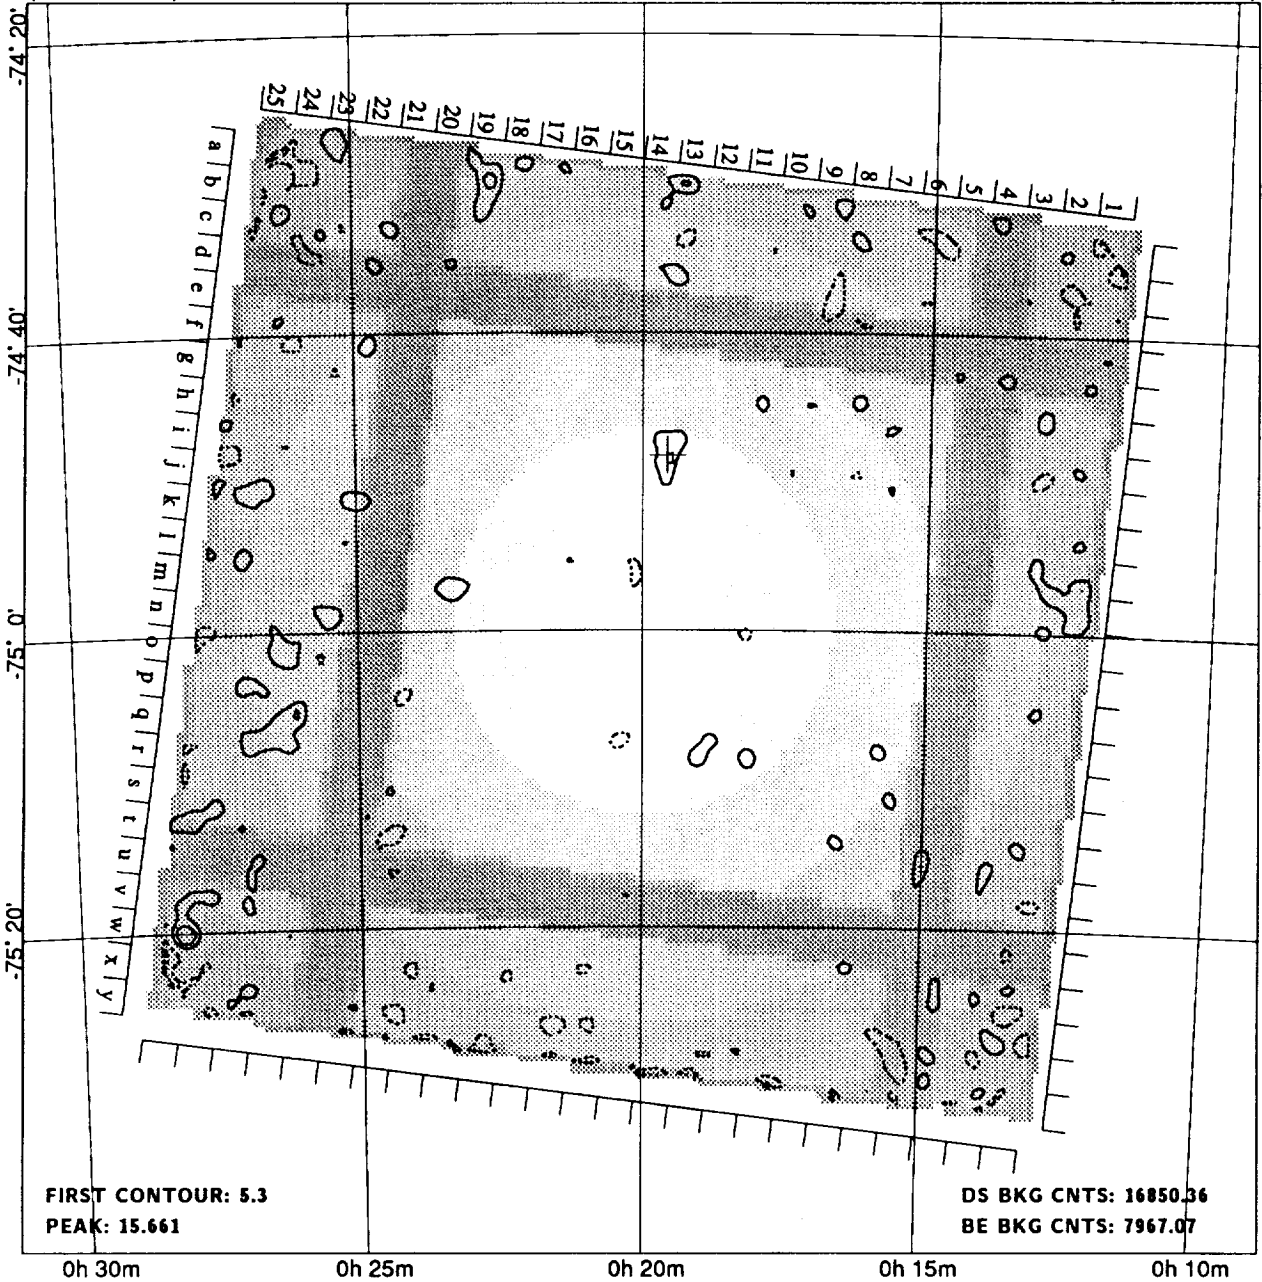 -74° 20'
25 24 23 22 21 20 19 18 17 16 15 14 13 12 11 10 9 8 7 6 5 4 3 2 1
a b c d e f g h i j k l m n o p q r s t u v w x y
-74° 40'
-75° 0'
-75° 20'
FIRST CONTOUR: 5.3
PEAK: 15.661
DS BKG CNTS: 16850.36
BE BKG CNTS: 7967.07
0h 30m 0h 25m 0h 20m 0h 15m 0h 10m